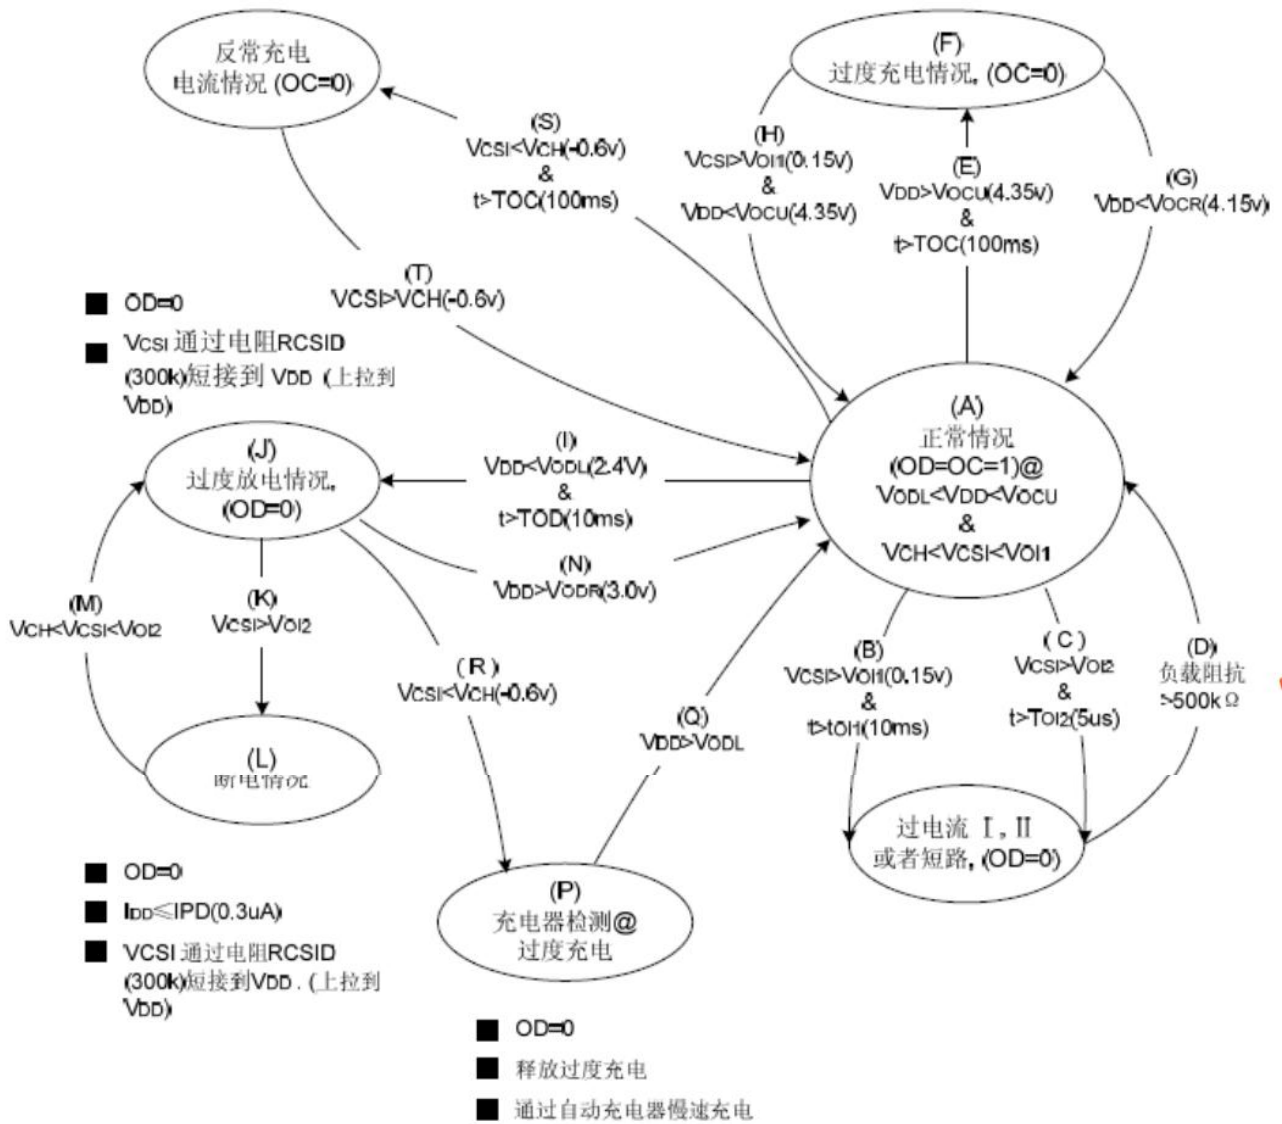 反常充电
电流情况 (OC=0)
(F)
过度充电情况, (OC=0)
(S)
VCSI<VCH(-0.6v)
&
t>TOC(100ms)
(H)
VCSI>VOI1(0.15v)
&
VDD<VOCU(4.35v)
(E)
VDD>VOCU(4.35v)
&
t>TOC(100ms)
(G)
VDD<VOCR(4.15v)
(T)
VCSI>VCH(-0.6v)
OD=0
VCSI 通过电阻RCSID
(300k)短接到 VDD (上拉到
VDD)
(A)
正常情况
(OD=OC=1)@
VODL<VDD<VOCU
&
VCH<VCSI<VOI1
(J)
过度放电情况,
(OD=0)
(I)
VDD<VODL(2.4V)
&
t>TOD(10ms)
(N)
VDD>VODR(3.0v)
(M)
VCH<VCSI<VOI2
(K)
VCSI>VOI2
(R)
VCSI<VCH(-0.6v)
(Q)
VDD>VODL
(B)
VCSI>VOI1(0.15v)
&
t>tOI1(10ms)
(C)
VCSI>VOI2
&
t>TOI2(5us)
(D)
负载阻抗
>500kΩ
(L)
断电情况
过电流 Ⅰ, Ⅱ
或者短路, (OD=0)
OD=0
IDD≤IPD(0.3uA)
VCSI 通过电阻RCSID
(300k)短接到VDD . (上拉到
VDD)
(P)
充电器检测@
过度充电
OD=0
释放过度充电
通过自动充电器慢速充电